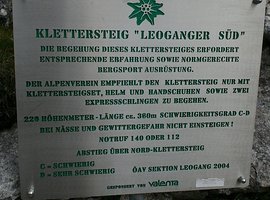 KLETTERSTEIG "LEOGANGER SÜD"
DIE BEGEHUNG DIESES KLETTERSTEIGES ERFORDERT
ENTSPRECHENDE ERFAHRUNG SOWIE NORMGERECHTE
BERGSPORT AUSRÜSTUNG.
DER ALPENVEREIN EMPFIEHLT DEN KLETTERSTEIG NUR MIT
KLETTERSTEIGSET, HELM UND HANDSCHUHEN SOWIE ZWEI
EXPRESSSCHLINGEN ZU BEGEHEN.
220 HÖHENMETER - LÄNGE ca. 360m SCHWIERIGKEITSGRAD C-D
BEI NÄSSE UND GEWITTERGEFAHR NICHT EINSTEIGEN !
NOTRUF 140 ODER 112
ABSTIEG ÜBER NORD-KLETTERSTEIG
C = SCHWIERIG
D = SEHR SCHWIERIG ÖAV SEKTION LEOGANG 2004
GESPONSERT VON Valenta